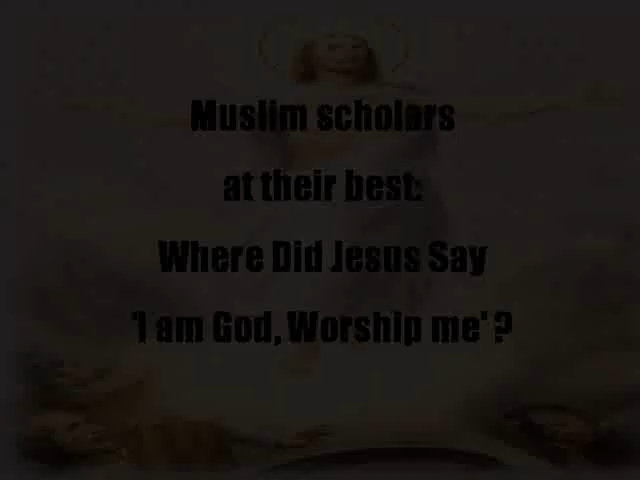 Muslim scholars
at their best:
Where Did Jesus Say
'I am God, Worship me' ?